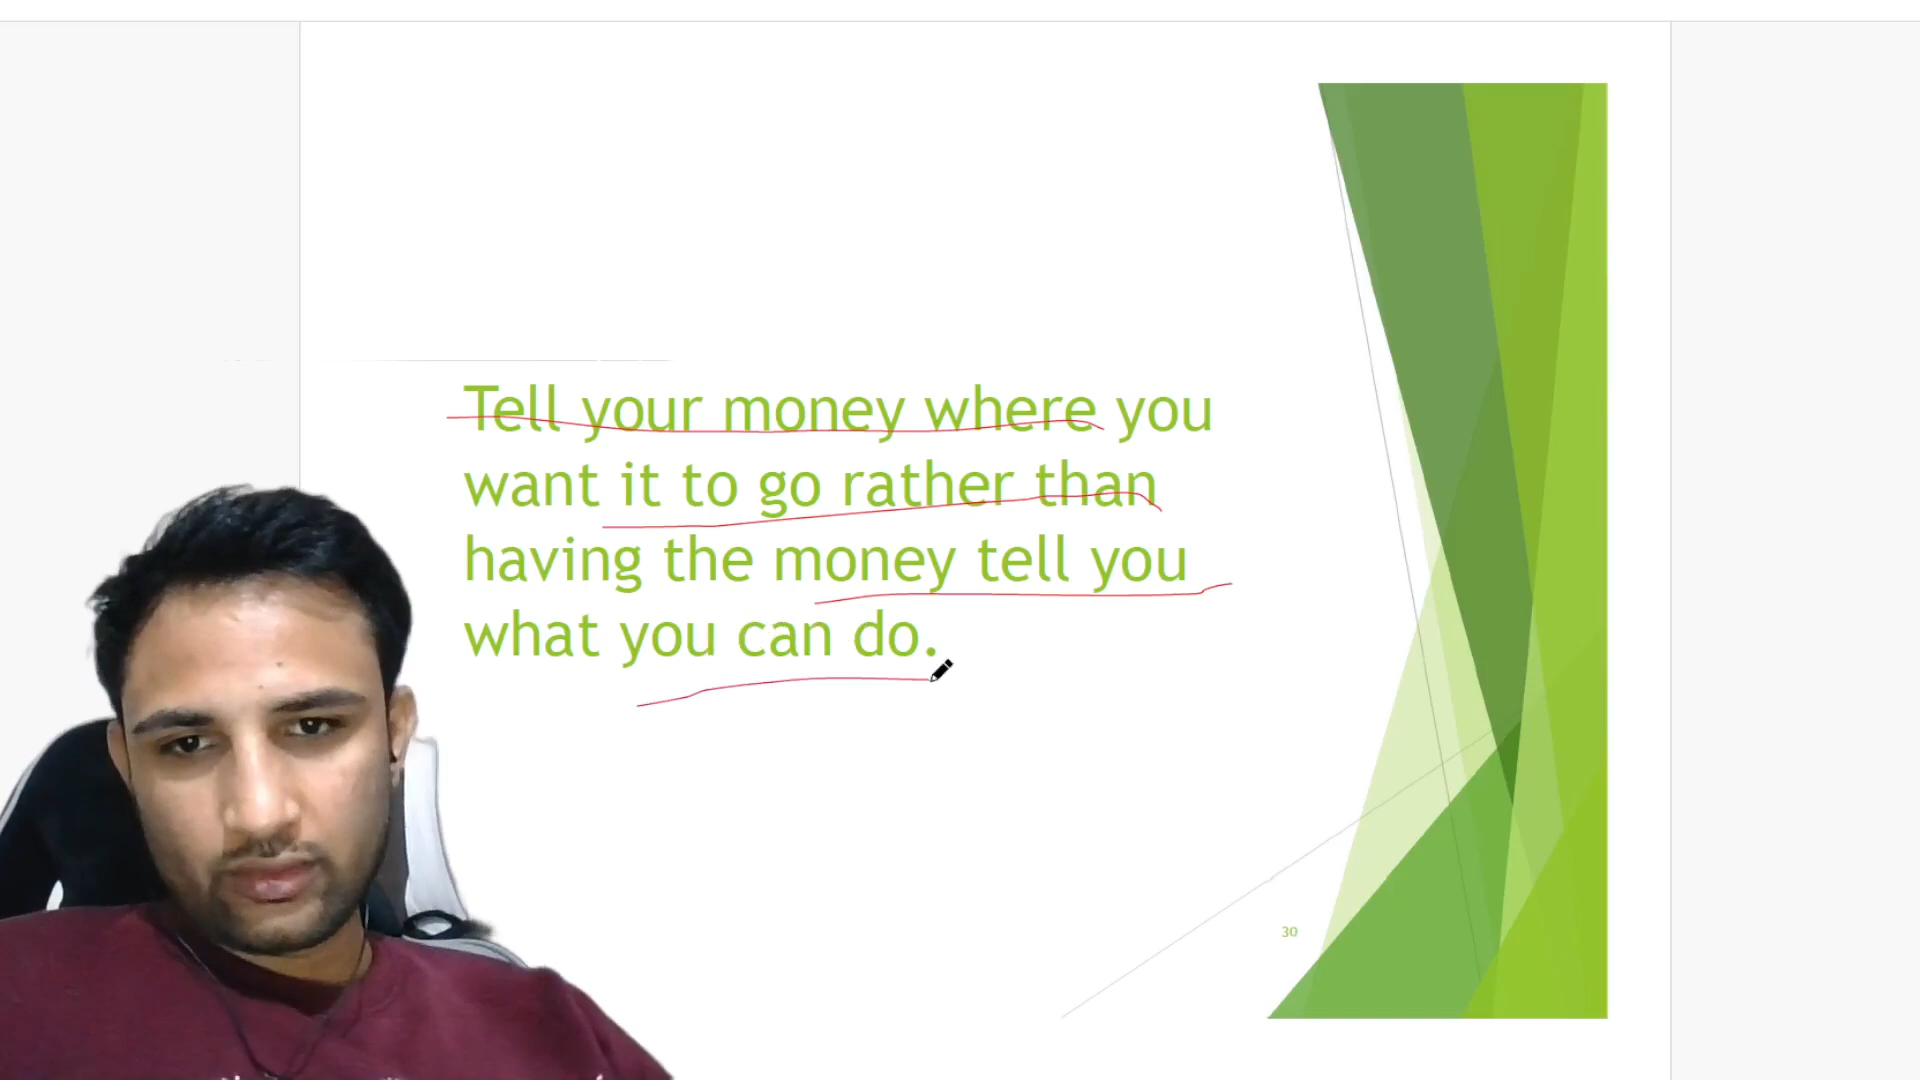 Tell your money where you
want it to go rather than
having the money tell you
what you can do.
30